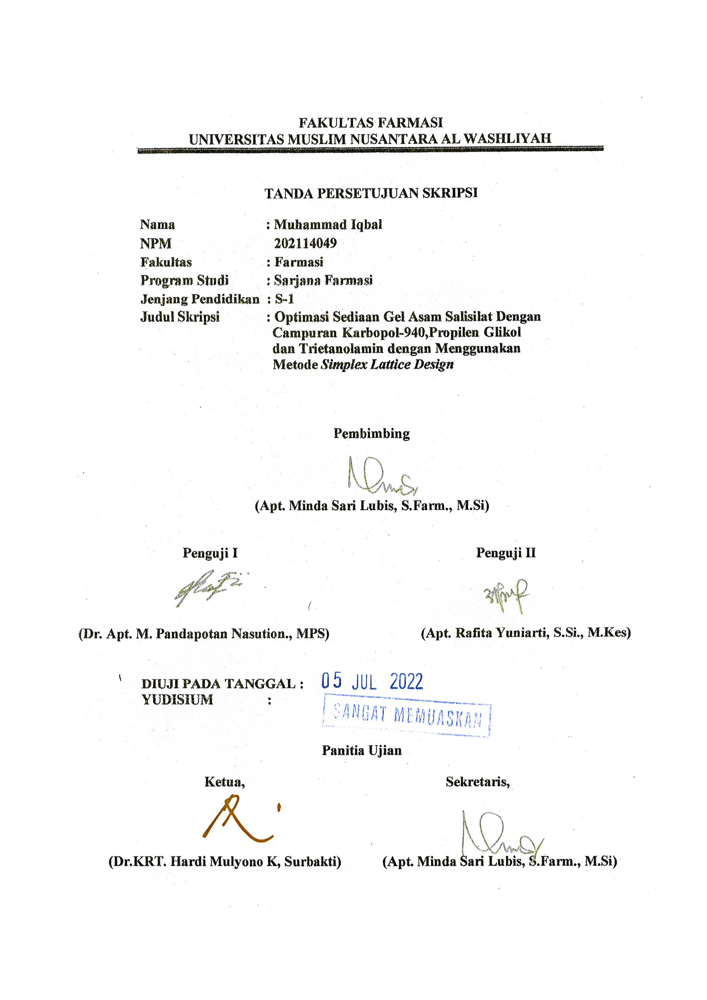 FAKULTAS FARMASI
UNIVERSITAS MUSLIM NUSANTARA AL WASHLIYAH
TANDA PERSETUJUAN SKRIPSI
Nama : Muhammad Iqbal
NPM 202114049
Fakultas : Farmasi
Program Studi : Sarjana Farmasi
Jenjang Pendidikan : S-1
Judul Skripsi : Optimasi Sediaan Gel Asam Salisilat Dengan
Campuran Karbopol-940,Propilen Glikol
dan Trietanolamin dengan Menggunakan
Metode Simplex Lattice Design
Pembimbing
(Apt. Minda Sari Lubis, S.Farm., M.Si)
Penguji I Penguji II
(Dr. Apt. M. Pandapotan Nasution., MPS) (Apt. Rafita Yuniarti, S.Si., M.Kes)
DIUJI PADA TANGGAL : 05 JUL 2022
YUDISIUM : SANGAT MEMUASKAN
Panitia Ujian
Ketua, Sekretaris,
(Dr.KRT. Hardi Mulyono K, Surbakti) (Apt. Minda Sari Lubis, S.Farm., M.Si)